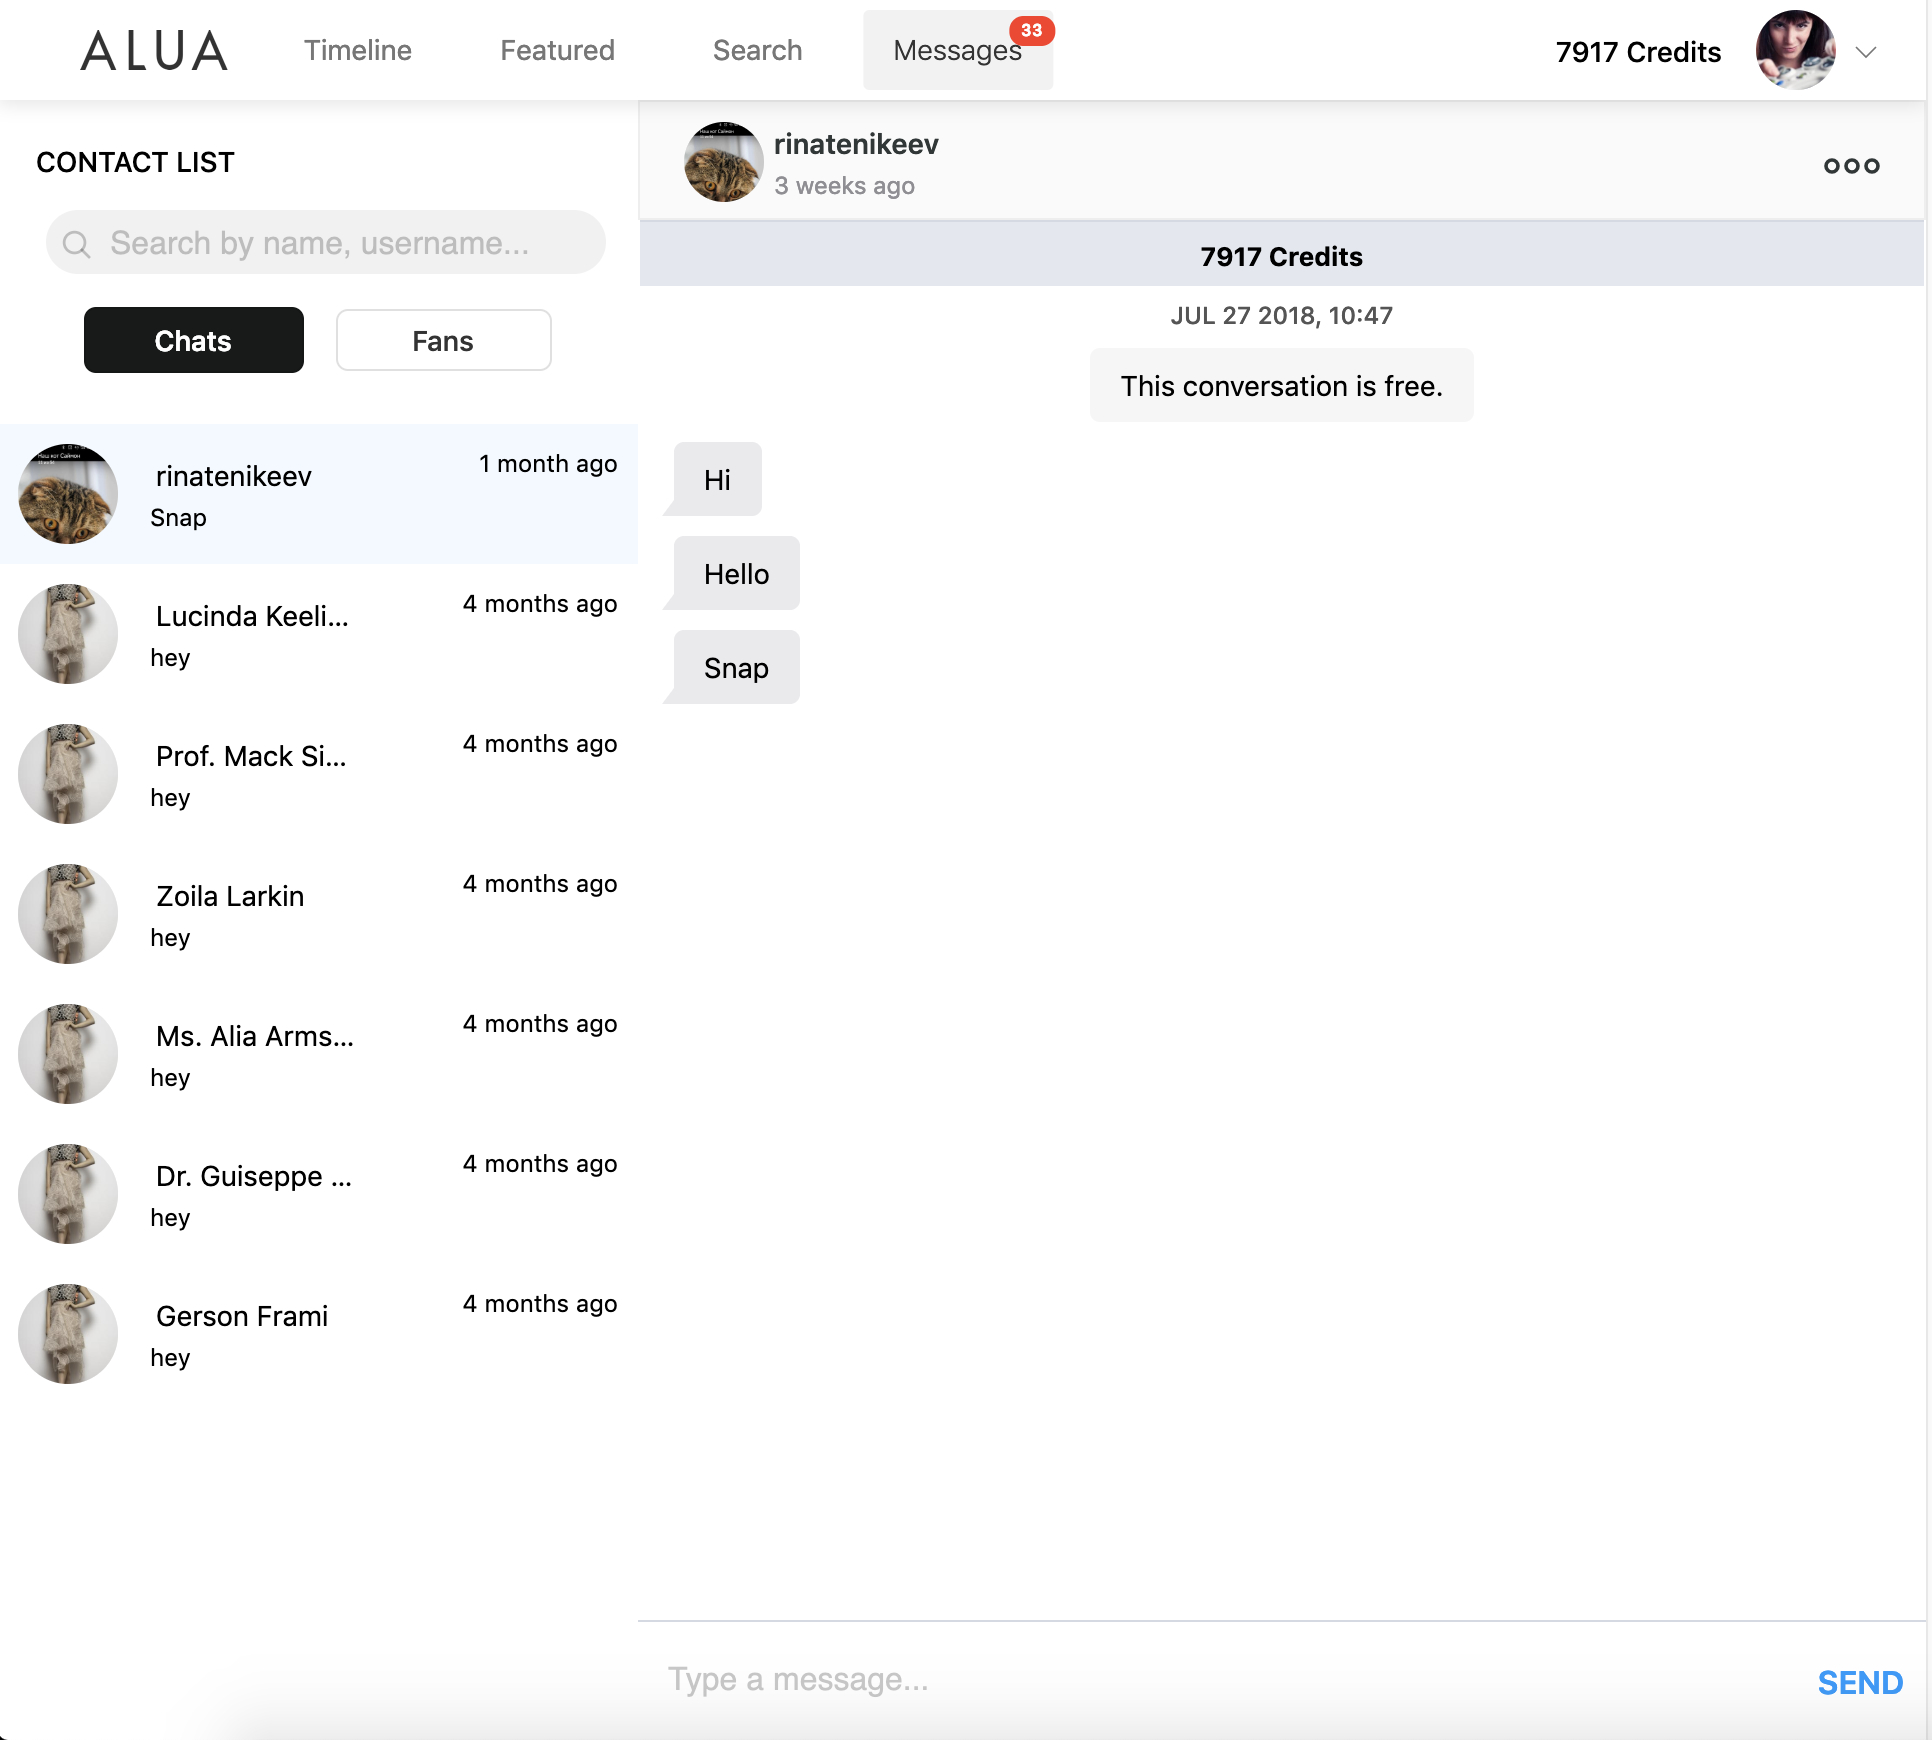 ALUA
Timeline
Featured
Search
Messages
33
7917 Credits
CONTACT LIST
Search by name, username...
Chats
Fans
rinatenikeev
1 month ago
Snap
Lucinda Keeli...
4 months ago
hey
Prof. Mack Si...
4 months ago
hey
Zoila Larkin
4 months ago
hey
Ms. Alia Arms...
4 months ago
hey
Dr. Guiseppe ...
4 months ago
hey
Gerson Frami
4 months ago
hey
rinatenikeev
3 weeks ago
7917 Credits
JUL 27 2018, 10:47
This conversation is free.
Hi
Hello
Snap
Type a message...
SEND